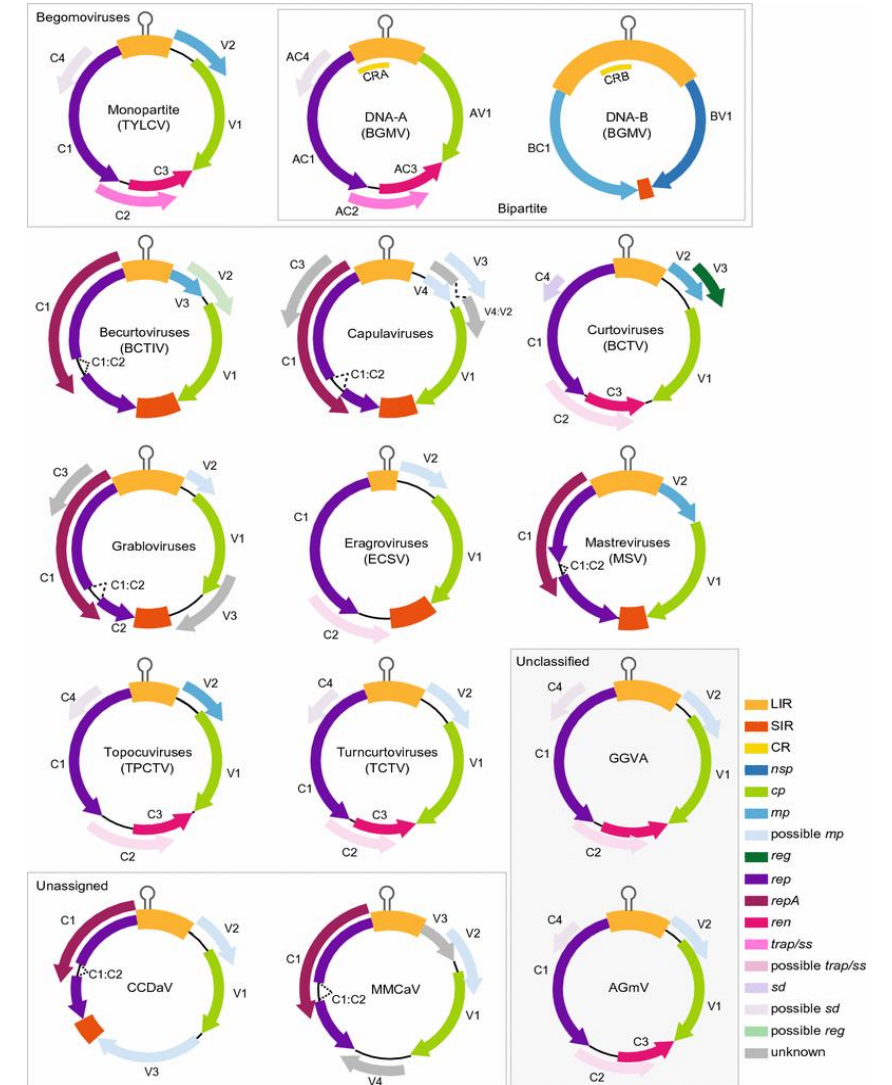 Begomoviruses
C4
V2
Monopartite
(TYLCV)
V1
C1
C3
C2
AC4
CRA
DNA-A
(BGMV)
AV1
AC1
AC3
AC2
CRB
DNA-B
(BGMV)
BV1
BC1
Bipartite
C1
V2
V3
Becurtoviruses
(BCTIV)
C1:C2
V1
C3
V3
V4
V4:V2
Capulaviruses
C1
C1:C2
V1
C4
V2
V3
Curtoviruses
(BCTV)
C1
V1
C3
C2
C3
V2
Grabloviruses
V1
C1
C1:C2
C2
V3
V2
C1
Eragroviruses
(ECSV)
V1
C2
V2
C1
Mastreviruses
(MSV)
C1:C2
V1
C4
V2
Topocuviruses
(TPCTV)
C1
V1
C3
C2
C4
V2
Turncurtoviruses
(TCTV)
V1
C1
C3
C2
Unclassified
C4
V2
C1
GGVA
V1
C2
Unassigned
C1
V2
C1:C2
CCDaV
V1
V3
V3
V2
C1
MMCaV
C1:C2
V1
V4
C4
V2
C1
AGmV
V1
C3
C2
LIR
SIR
CR
nsp
cp
mp
possible mp
reg
rep
repA
ren
trap/ss
possible trap/ss
sd
possible sd
possible reg
unknown